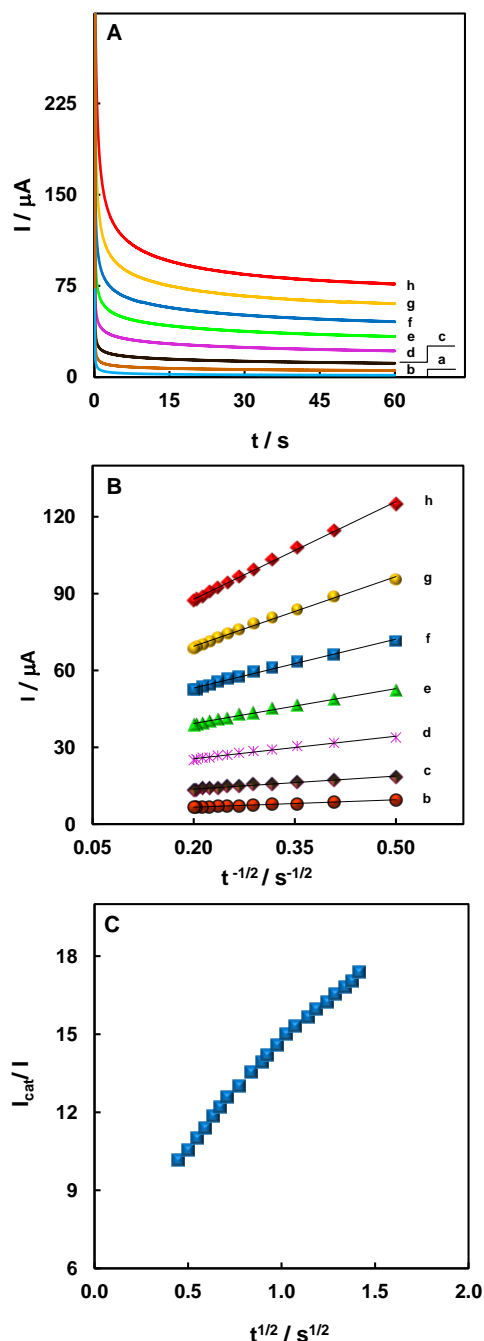 A
I / µA
225
150
75
0
h
g
f
e
d
c
b
a
0
15
30
45
60
t / s
B
I / µA
120
90
60
30
0
h
g
f
e
d
c
b
0.05
0.20
0.35
0.50
t -1/2 / s-1/2
C
Icat/ I
18
15
12
9
6
0.0
0.5
1.0
1.5
2.0
t1/2 / s1/2